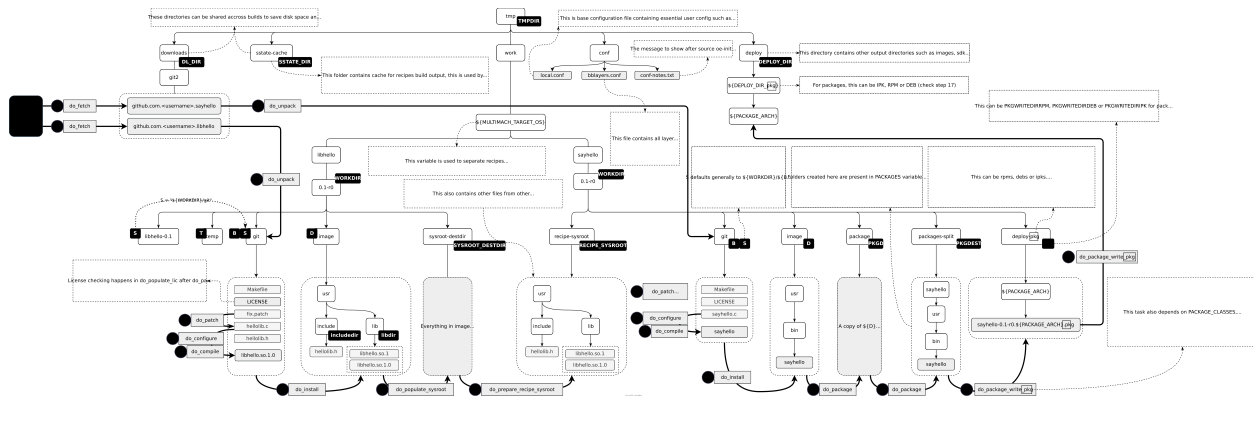 These directories can be shared accross builds to save disk space an...
tmp
TMPDIR
This is base configuration file containing essential user config such as...
downloads
DL_DIR
sstate-cache
SSTATE_DIR
This folder contains cache for recipes build output, this is used by...
work
conf
The message to show after source oe-init...
local.conf
bblayers.conf
conf-notes.txt
deploy
DEPLOY_DIR
This directory contains other output directories such as images, sdk..
git2
${DEPLOY_DIR_pkg}
For packages, this can be IPK, RPM or DEB (check step 17)
do_fetch
github.com.<username>.sayhello
do_unpack
do_fetch
github.com.<username>.libhello
${PACKAGE_ARCH}
This can be PKGWRITEDIRRPM, PKGWRITEDIRDEB or PKGWRITEDIRIPK for pack...
${MULTIMACH_TARGET_OS}
This file contains all layer...
libhello
sayhello
This variable is used to separate recipes...
do_unpack
0.1-r0
WORKDIR
0.1-r0
WORKDIR
This also contains other files from other...
S defaults generally to ${WORKDIR}/${B
Folders created here are present in PACKAGES variable...
This can be rpms, debs or ipks....
S
libhello-0.1
T
temp
B
S
git
D
image
sysroot-destdir
SYSROOT_DESTDIR
recipe-sysroot
RECIPE_SYSROOT
git
B
S
image
D
package
PKGD
packages-split
PKGDEST
deploy-pkg
do_package_write_pkg
License checking happens in do_populate_lic after do_pa
Makefile
LICENSE
fix.patch
hellolib.c
hellolib.h
libhello.so.1.0
do_patch
do_configure
do_compile
usr
include
includedir
lib
libdir
hellolib.h
libhello.so.1
libhello.so.1.0
Everything in image...
usr
include
lib
hellolib.h
libhello.so.1
libhello.so.1.0
do_patch...
do_configure
do_compile
Makefile
LICENSE
sayhello.c
sayhello
usr
bin
sayhello
A copy of ${D}...
sayhello
usr
bin
sayhello
${PACKAGE_ARCH}
sayhello-0.1-r0.${PACKAGE_ARCH}.pkg
This task also depends on PACKAGE_CLASSES....
do_install
do_populate_sysroot
do_prepare_recipe_sysroot
do_install
do_package
do_package
do_package_write_pkg